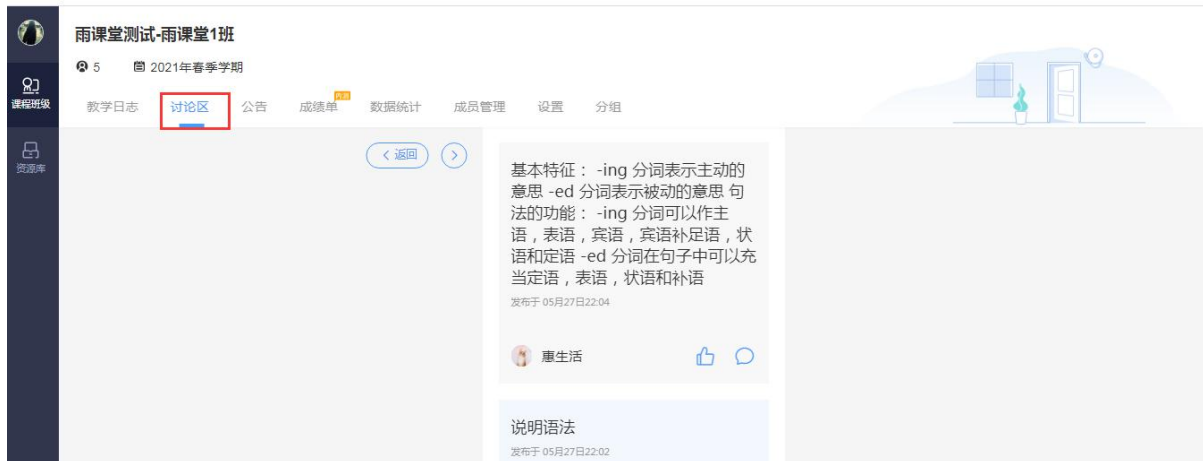 雨课堂测试-雨课堂1班
5 2021年春季学期
课程班级
教学日志 讨论区 公告 成绩单 内测 数据统计 成员管理 设置 分组
资源库
返回
基本特征： -ing 分词表示主动的
意思 -ed 分词表示被动的意思 句
法的功能： -ing 分词可以作主
语，表语，宾语，宾语补足语，状
语和定语 -ed 分词在句子中可以充
当定语，表语，状语和补语
发布于 05月27日22:04
惠生活
说明语法
发布于 05月27日22:02